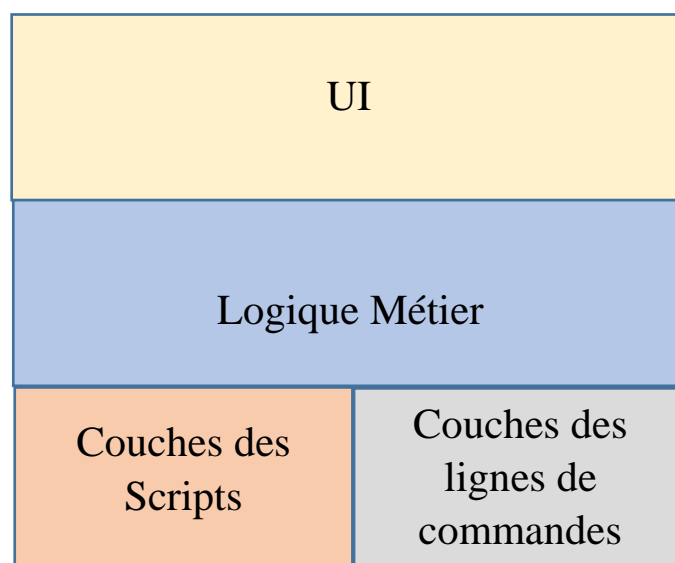 UI
Logique Métier
Couches des
Scripts
Couches des
lignes de
commandes